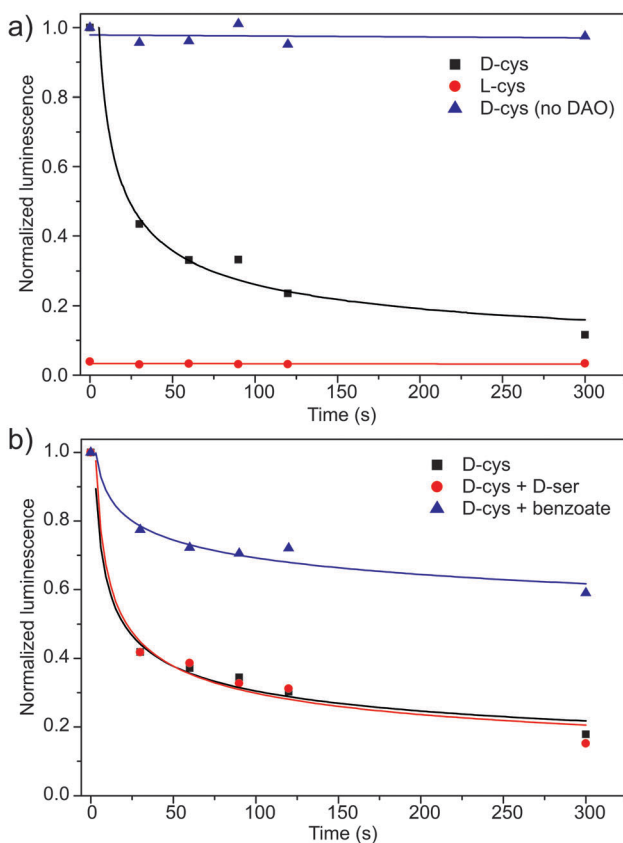 a)
Normalized luminescence
1.0
0.8
0.6
0.4
0.2
0.0
D-cys
L-cys
D-cys (no DAO)
0 50 100 150 200 250 300
Time (s)
b)
Normalized luminescence
1.0
0.8
0.6
0.4
0.2
0.0
D-cys
D-cys + D-ser
D-cys + benzoate
0 50 100 150 200 250 300
Time (s)